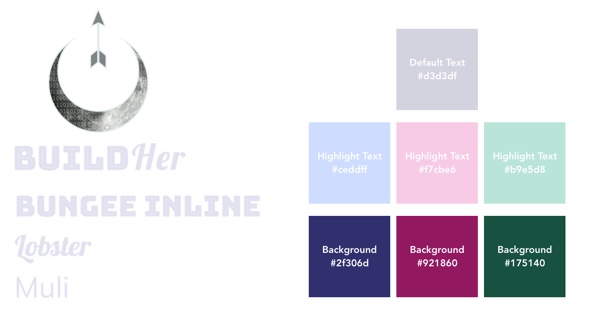 BUILDHer
BUNGEE INLINE
Lobster
Muli
Default Text
#d3d3df
Highlight Text
#ceddff
Highlight Text
#f7cbe6
Highlight Text
#b9e5d8
Background
#2f306d
Background
#921860
Background
#175140